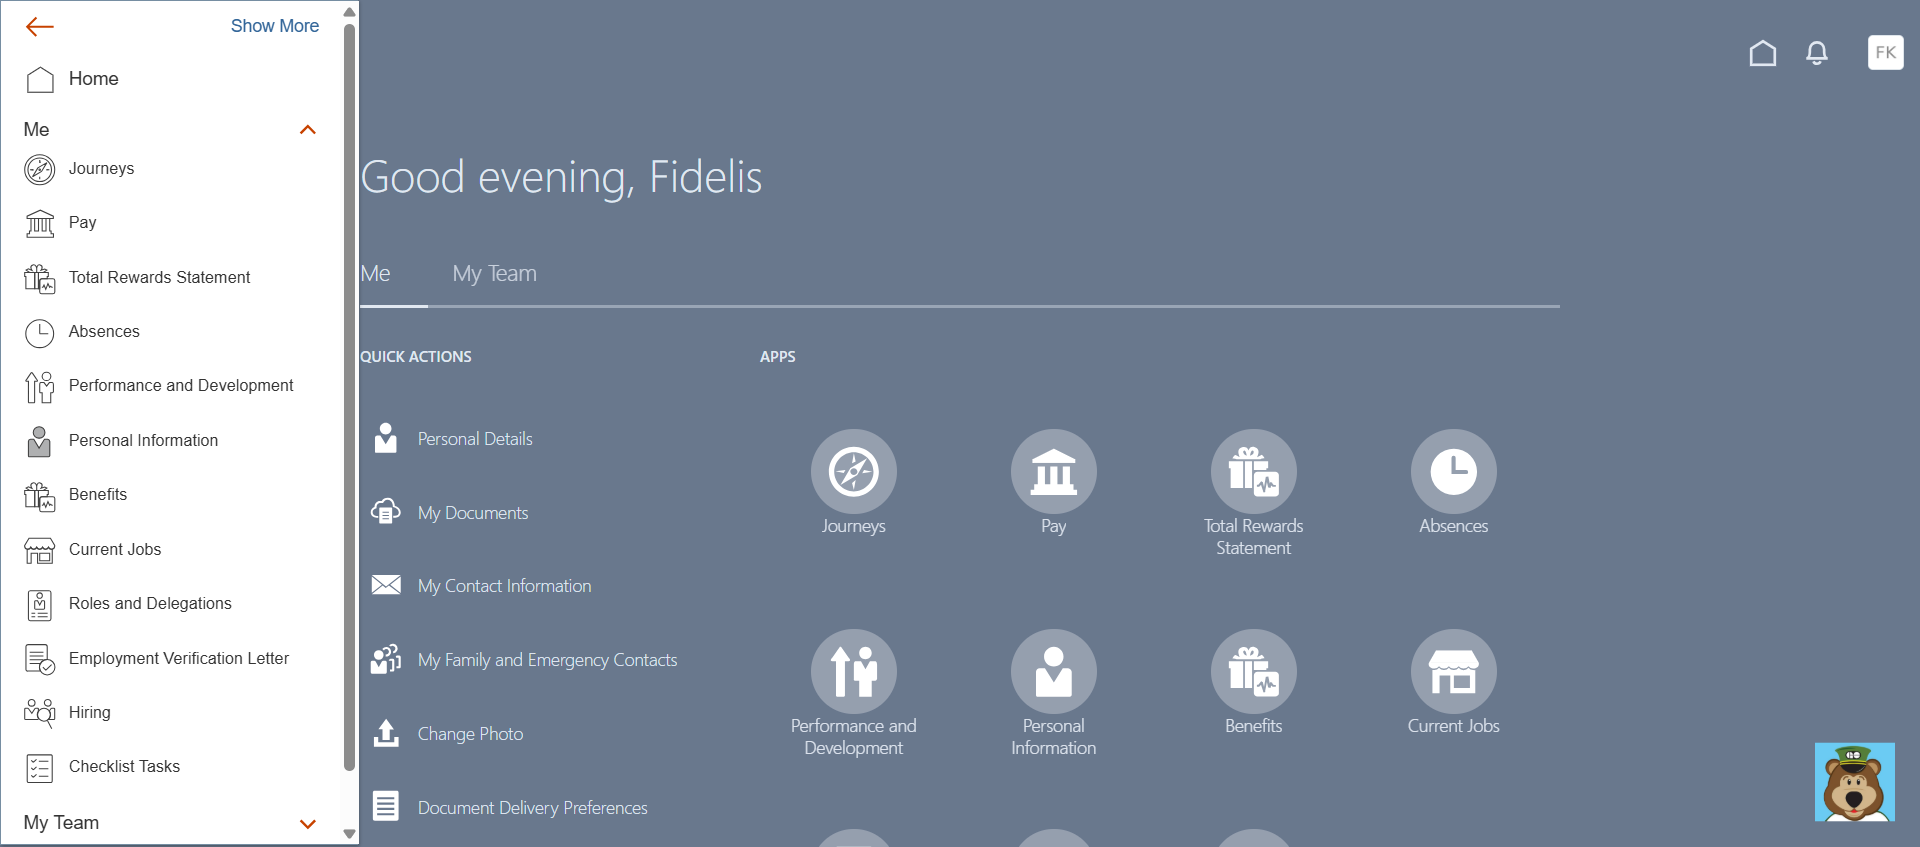 Show More
Home
Me
Journeys
Pay
Total Rewards Statement
Absences
Performance and Development
Personal Information
Benefits
Current Jobs
Roles and Delegations
Employment Verification Letter
Hiring
Checklist Tasks
My Team
FK
Good evening, Fidelis
Me
My Team
QUICK ACTIONS
Personal Details
My Documents
My Contact Information
My Family and Emergency Contacts
Change Photo
Document Delivery Preferences
APPS
Journeys
Pay
Total Rewards
Statement
Absences
Performance and
Development
Personal
Information
Benefits
Current Jobs